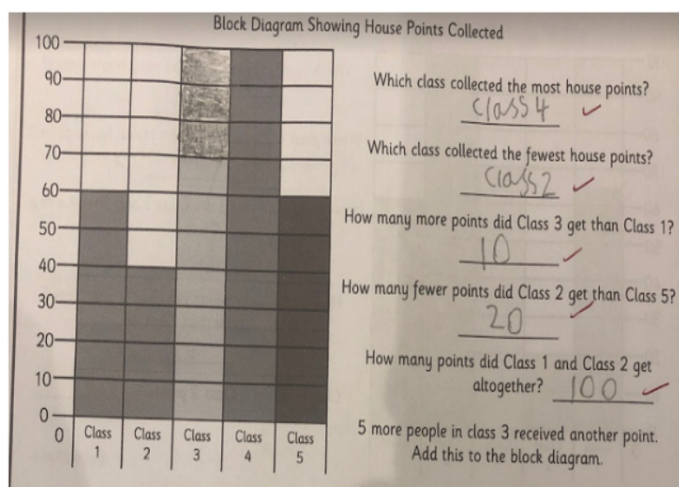 Block Diagram Showing House Points Collected
100
90
80
70
60
50
40
30
20
10
0
0
Class 1
Class 2
Class 3
Class 4
Class 5
Which class collected the most house points?
Class 4
Which class collected the fewest house points?
Class 2
How many more points did Class 3 get than Class 1?
10
How many fewer points did Class 2 get than Class 5?
20
How many points did Class 1 and Class 2 get
altogether? 100
5 more people in class 3 received another point.
Add this to the block diagram.